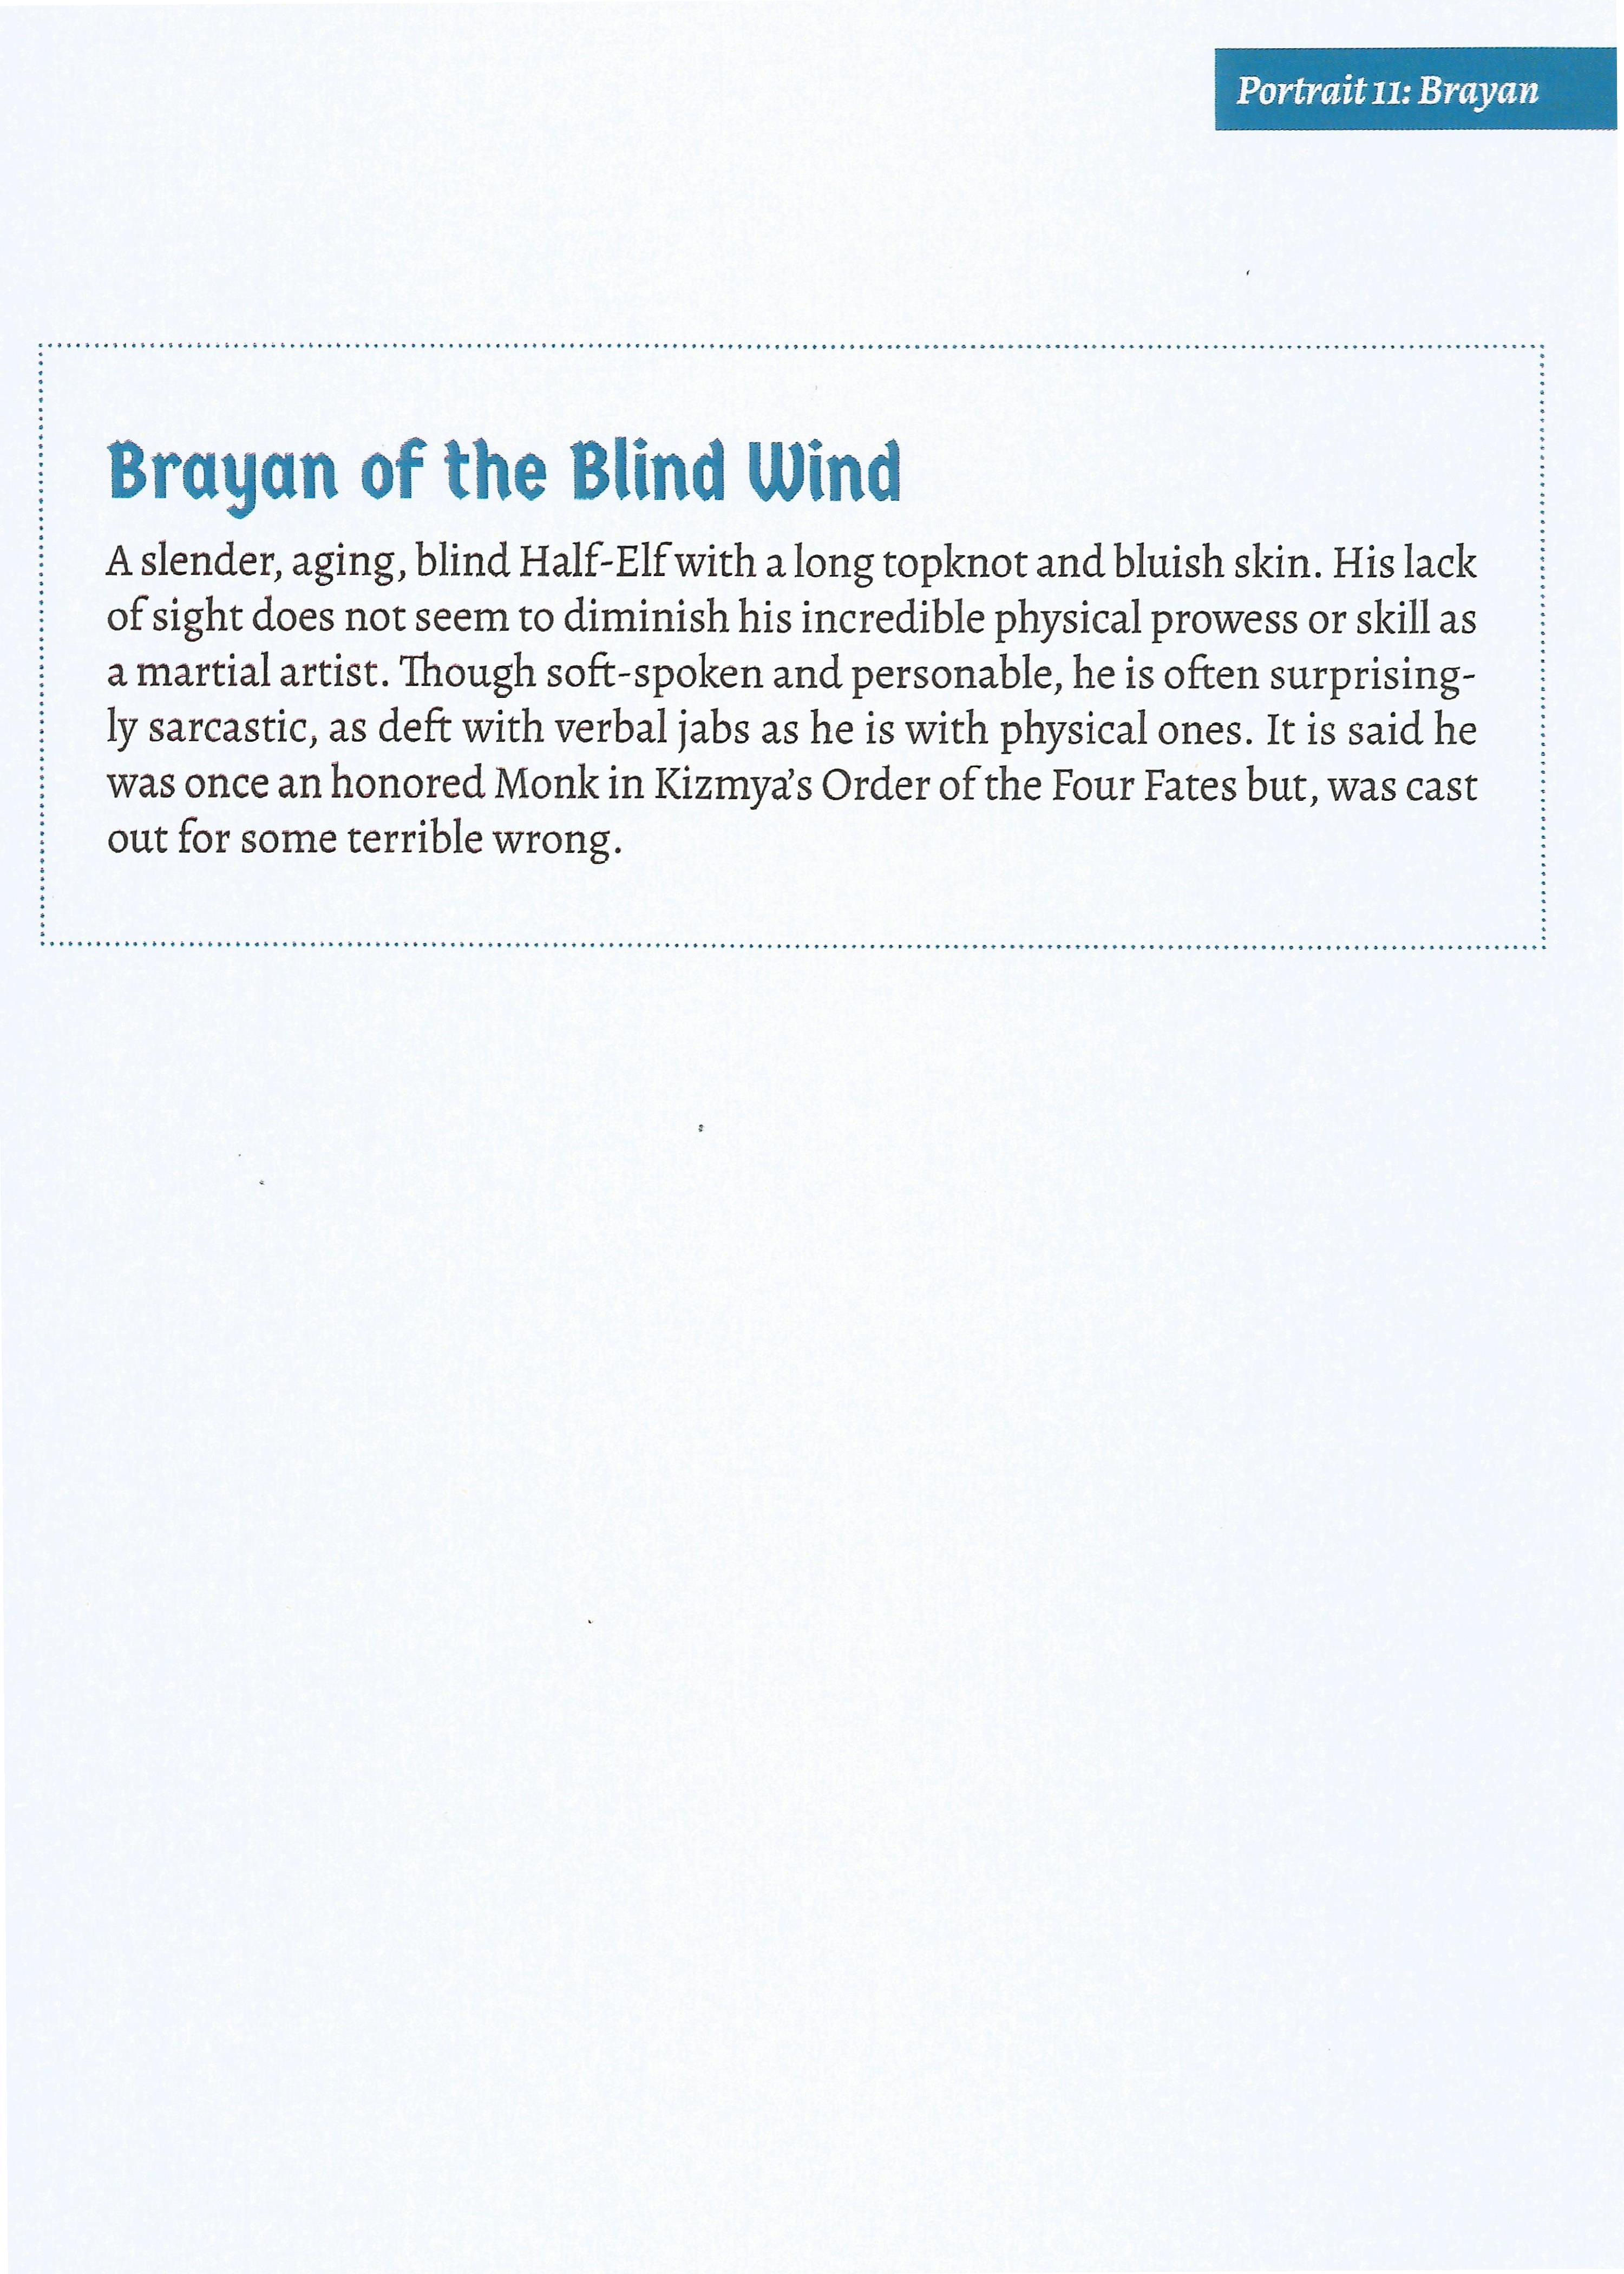 Portrait 11: Brayan
Brayan of the Blind Wind
A slender, aging, blind Half-Elf with a long topknot and bluish skin. His lack
of sight does not seem to diminish his incredible physical prowess or skill as
a martial artist. Though soft-spoken and personable, he is often surprising-
ly sarcastic, as deft with verbal jabs as he is with physical ones. It is said he
was once an honored Monk in Kizmya’s Order of the Four Fates but, was cast
out for some terrible wrong.